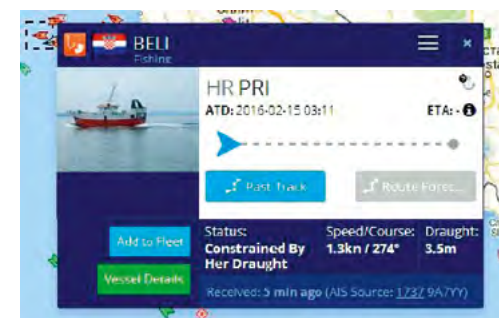 BELI
Fishing
×
HR PRI
ATD: 2016-02-15 03:11
ETA: -
Past Track
Route Forec...
Add to Fleet
Vessel Details
Status:
Constrained By
Her Draught
Speed/Course:
1.3kn / 274°
Draught:
3.5m
Received: 5 min ago (AIS Source: 1737 9A7YY)